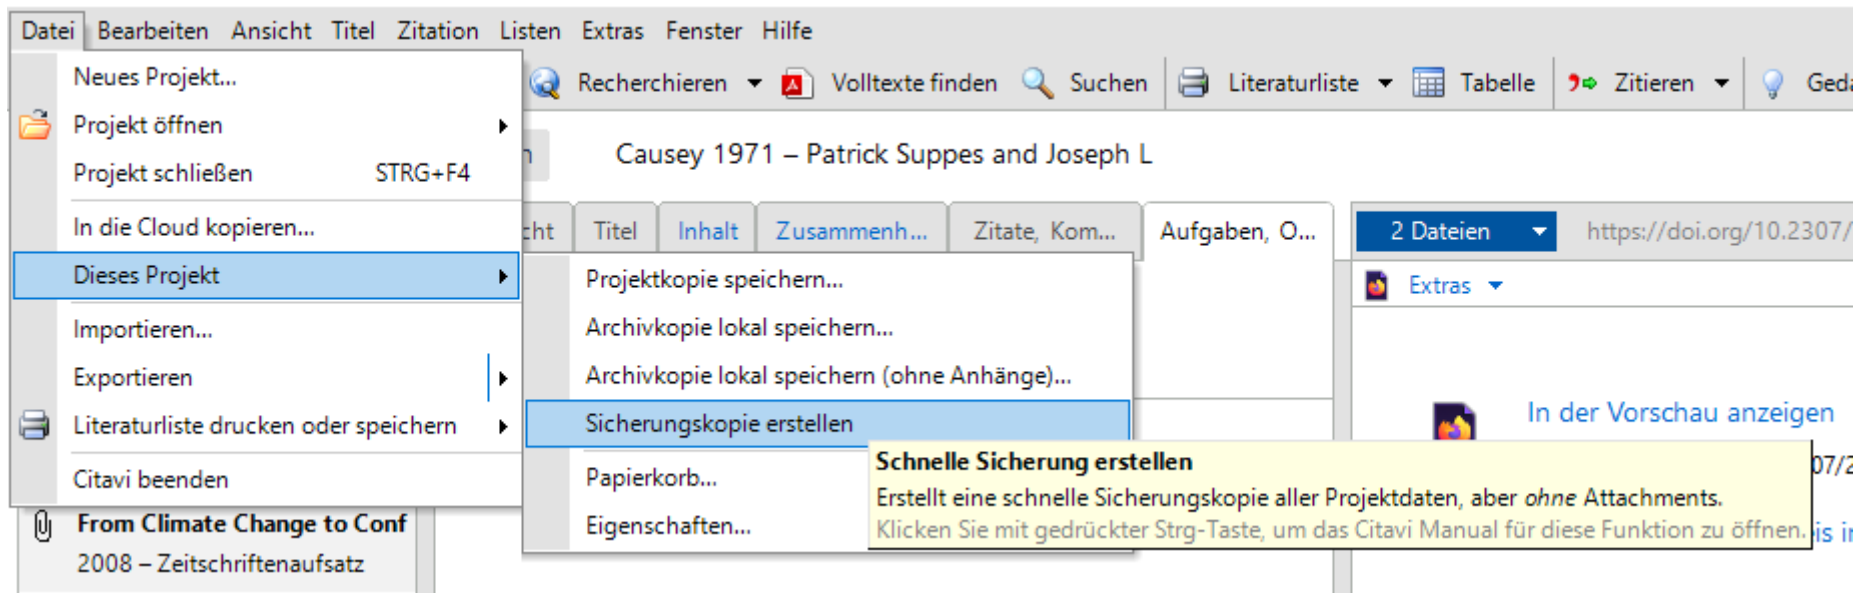 Datei Bearbeiten Ansicht Titel Zitation Listen Extras Fenster Hilfe
Recherchieren Volltexte finden Suchen Literaturliste Tabelle Zitieren
Neues Projekt...
Projekt öffnen
Projekt schließen STRG+F4
In die Cloud kopieren...
Dieses Projekt
Importieren...
Exportieren
Literaturliste drucken oder speichern
Citavi beenden
Causey 1971 – Patrick Suppes and Joseph L
Titel Inhalt Zusammenh... Zitate, Kom... Aufgaben, O...
2 Dateien https://doi.org/10.2307/
Extras
Projektkopie speichern...
Archivkopie lokal speichern...
Archivkopie lokal speichern (ohne Anhänge)...
Sicherungskopie erstellen
Papierkorb...
Eigenschaften...
In der Vorschau anzeigen
Schnelle Sicherung erstellen
Erstellt eine schnelle Sicherungskopie aller Projektdaten, aber ohne Attachments.
Klicken Sie mit gedrückter Strg-Taste, um das Citavi Manual für diese Funktion zu öffnen.
From Climate Change to Conf
2008 – Zeitschriftenaufsatz